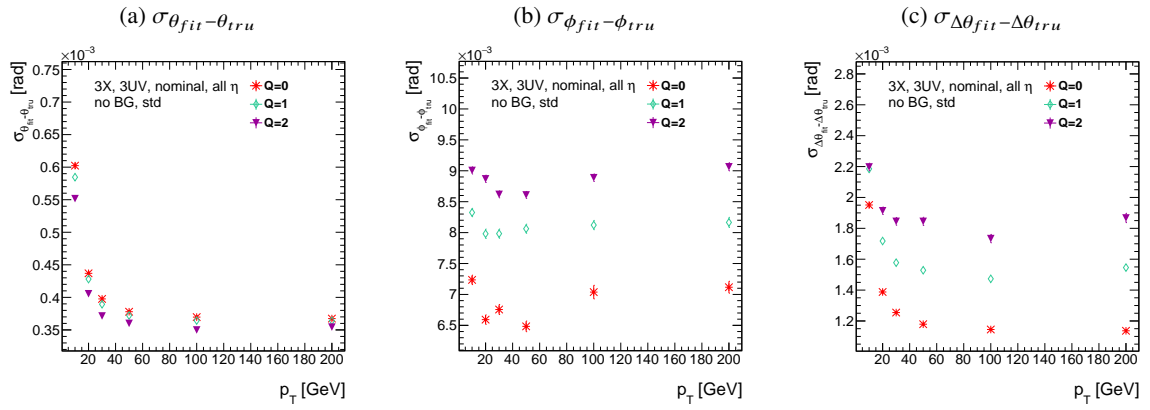 (a) σθfit−θtru
(b) σϕfit−ϕtru
(c) σΔθfit−Δθtru
×10−3
0.75
0.7
0.65
0.6
0.55
0.5
0.45
0.4
0.35
σθfit-θtru [rad]
3X, 3UV, nominal, all η
no BG, std
Q=0
Q=1
Q=2
20 40 60 80 100 120 140 160 180 200
pT [GeV]
×10−3
10.5
10
9.5
9
8.5
8
7.5
7
6.5
σϕfit-ϕtru [rad]
3X, 3UV, nominal, all η
no BG, std
Q=0
Q=1
Q=2
20 40 60 80 100 120 140 160 180 200
pT [GeV]
×10−3
2.8
2.6
2.4
2.2
2
1.8
1.6
1.4
1.2
σΔθfit-Δθtru [rad]
3X, 3UV, nominal, all η
no BG, std
Q=0
Q=1
Q=2
20 40 60 80 100 120 140 160 180 200
pT [GeV]